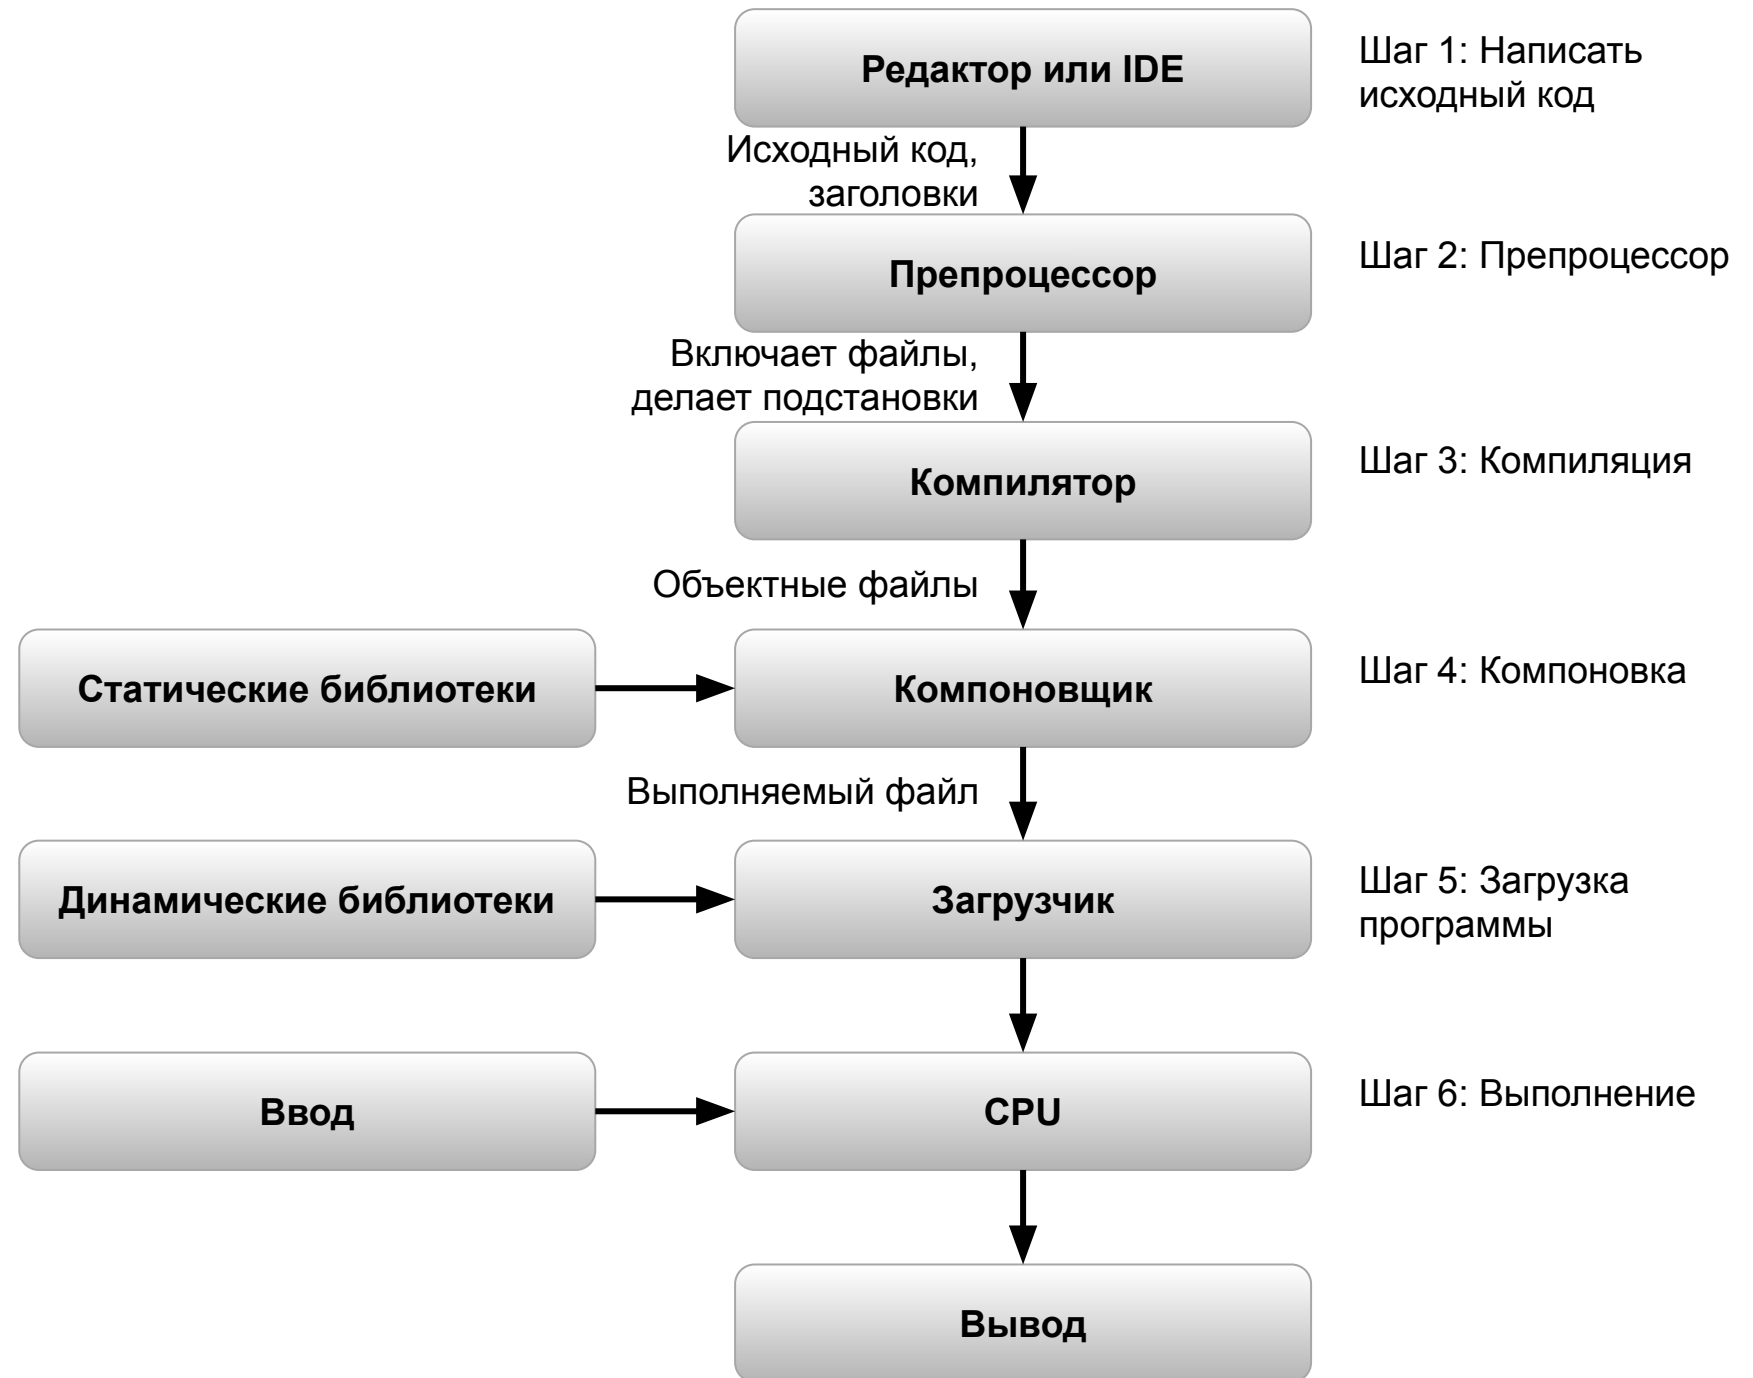 Редактор или IDE
Шаг 1: Написать
исходный код
Исходный код,
заголовки
Препроцессор
Шаг 2: Препроцессор
Включает файлы,
делает подстановки
Компилятор
Шаг 3: Компиляция
Объектные файлы
Статические библиотеки
Компоновщик
Шаг 4: Компоновка
Выполняемый файл
Динамические библиотеки
Загрузчик
Шаг 5: Загрузка
программы
Ввод
CPU
Шаг 6: Выполнение
Вывод